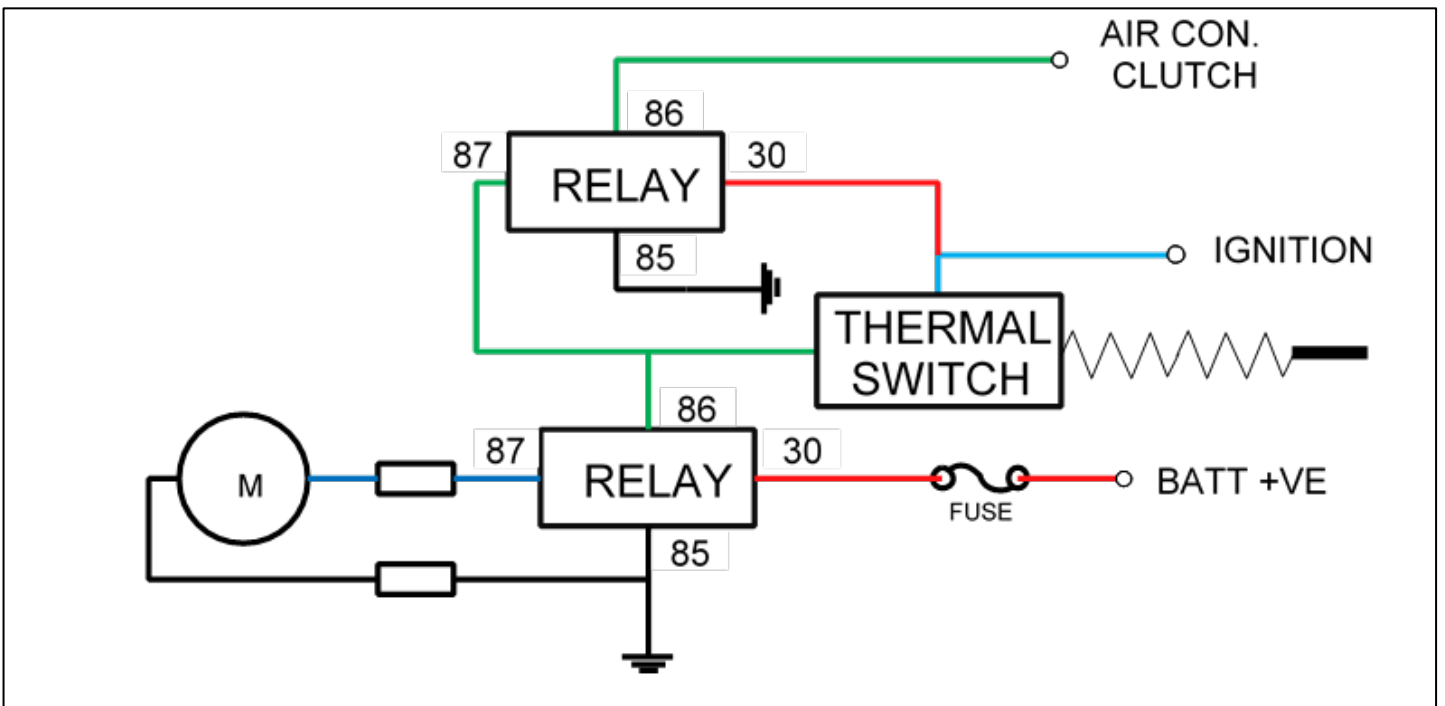 AIR CON.
CLUTCH
86
87
30
RELAY
85
IGNITION
THERMAL
SWITCH
86
87
30
RELAY
M
FUSE
BATT +VE
85